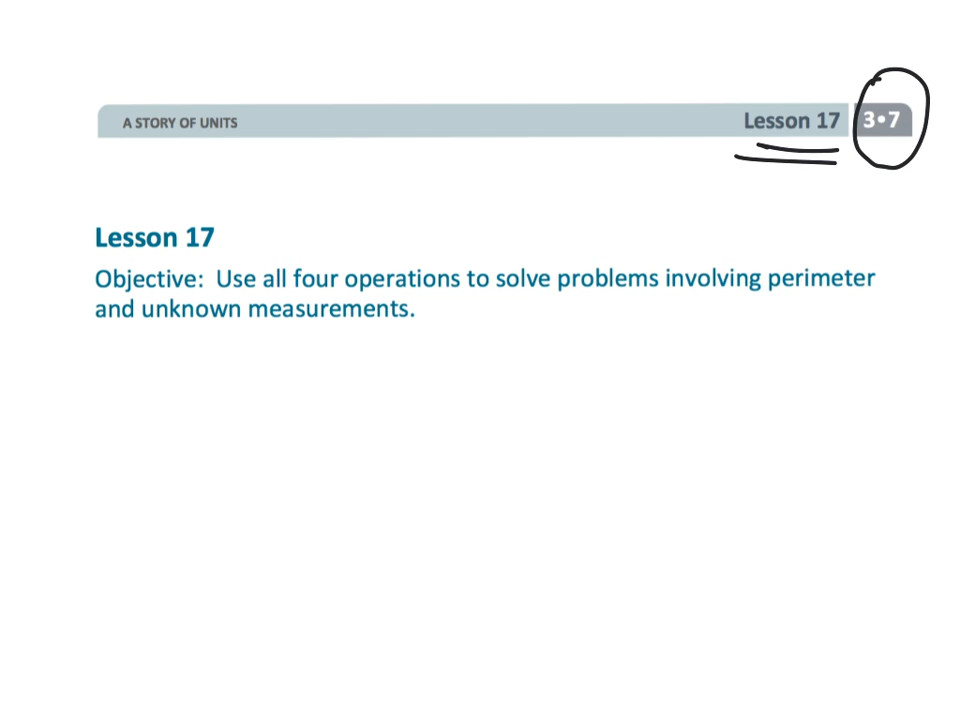 A STORY OF UNITS Lesson 17 3•7
Lesson 17
Objective: Use all four operations to solve problems involving perimeter
and unknown measurements.